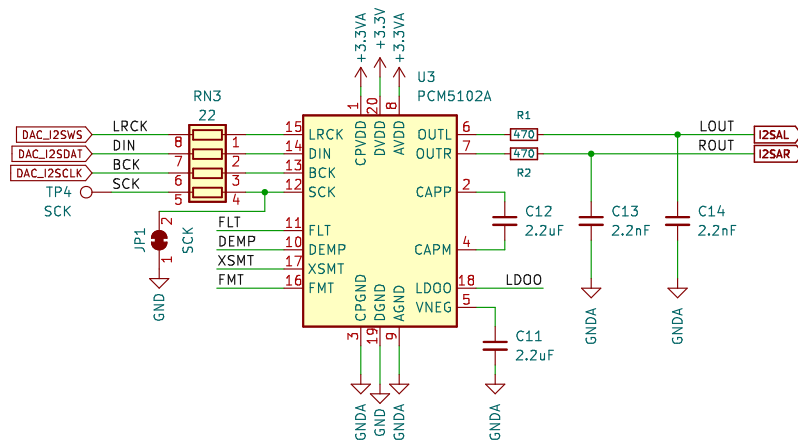 +3.3VA
+3.3V
+3.3VA
U3
PCM5102A
RN3
22
R1
DAC_I2SWS
LRCK
8
1
15
LRCK
1
CPVDD
20
DVDD
8
AVDD
OUTL
6
470
LOUT
I2SAL
DAC_I2SDAT
DIN
7
2
14
DIN
OUTR
7
470
ROUT
I2SAR
DAC_I2SCLK
BCK
6
3
13
BCK
R2
TP4
SCK
5
4
12
SCK
CAPP
2
SCK
JP1
2
1
SCK
GND
C12
2.2uF
C13
2.2nF
C14
2.2nF
FLT
11
FLT
DEMP
10
DEMP
CAPM
4
XSMT
17
XSMT
FMT
16
FMT
LDOO
18
LDOO
VNEG
5
CPGND
3
DGND
19
AGND
9
C11
2.2uF
GNDA
GNDA
GNDA
GND
GNDA
GNDA